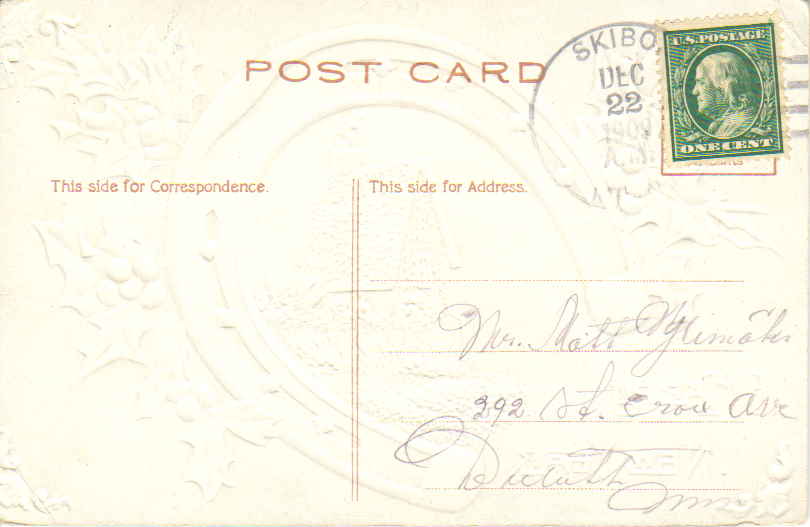 POST CARD
SKIBO
DEC
22
1909
A.M.
U.S. POSTAGE
ONE CENT
This side for Correspondence.
This side for Address.
Mr. Matt
292 St. Croix Ave
Duluth
Minn